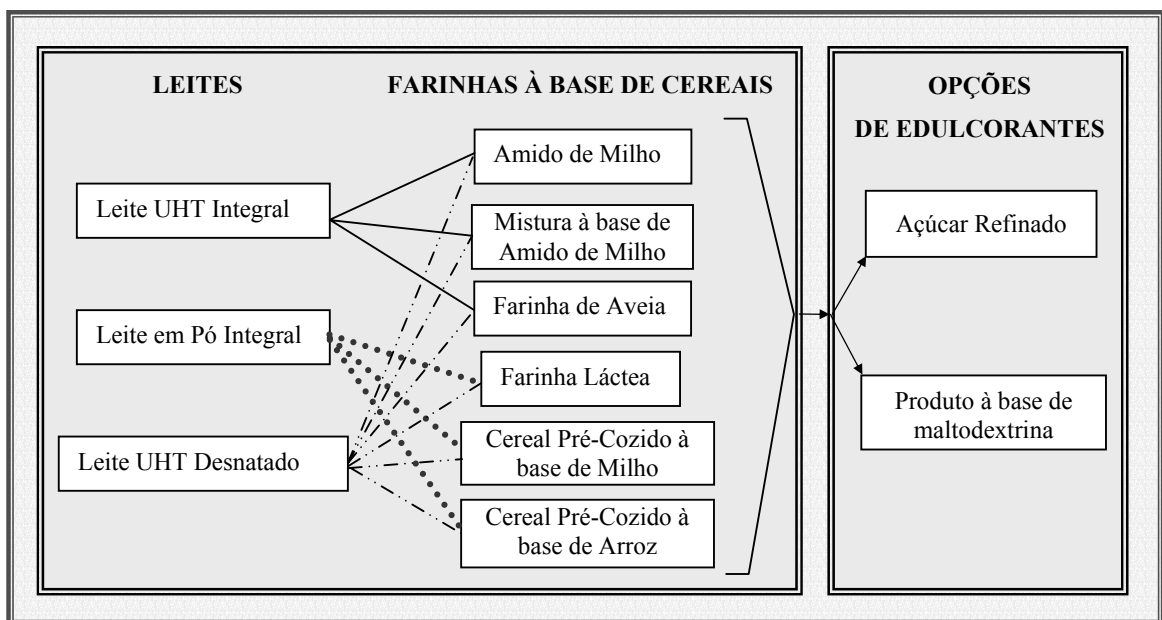 LEITES
FARINHAS À BASE DE CEREAIS
Leite UHT Integral
Leite em Pó Integral
Leite UHT Desnatado
Amido de Milho
Mistura à base de
Amido de Milho
Farinha de Aveia
Farinha Láctea
Cereal Pré-Cozido à
base de Milho
Cereal Pré-Cozido à
base de Arroz
OPÇÕES
DE EDULCORANTES
Açúcar Refinado
Produto à base de
maltodextrina